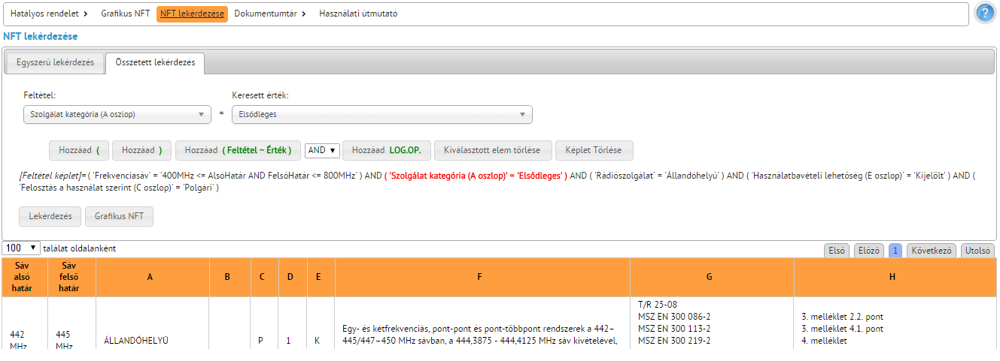 Hatályos rendelet > Grafikus NFT NFT lekérdezése Dokumentumtár > Használati útmutató ?
NFT lekérdezése
Egyszerű lekérdezés Összetett lekérdezés
Feltétel: Keresett érték:
Szolgálat kategória (A oszlop) = Elsődleges
Hozzáad ( Hozzáad ) Hozzáad ( Feltétel ~ Érték ) AND Hozzáad LOG.OP. Kiválasztott elem törlése Képlet Törlése
[Feltétel képlet]= ( 'Frekvenciasáv' = '400MHz <= AlsóHatár AND FelsőHatár <= 800MHz' ) AND ( 'Szolgálat kategória (A oszlop)' = 'Elsődleges' ) AND ( 'Rádiószolgálat' = 'Állandóhelyű' ) AND ( 'Használatbavételi lehetőség (E oszlop)' = 'Kijelölt' ) AND (
'Felosztás a használat szerint (C oszlop)' = 'Polgári' )
Lekérdezés Grafikus NFT
100 találat oldalanként Első Előző 1 Következő Utolsó
Sáv alsó határ Sáv felső határ A B C D E F G H
442 MHz 445 MHz ÁLLANDÓHELYŰ P 1 K
Egy- és kétfrekvenciás, pont-pont és pont-többpont rendszerek a 442–
445/447–450 MHz sávban, a 444,3875 - 444,4125 MHz sáv kivételével,
T/R 25-08
MSZ EN 300 086-2
MSZ EN 300 113-2
MSZ EN 300 219-2
3. melléklet 2.2. pont
3. melléklet 4.1. pont
4. melléklet